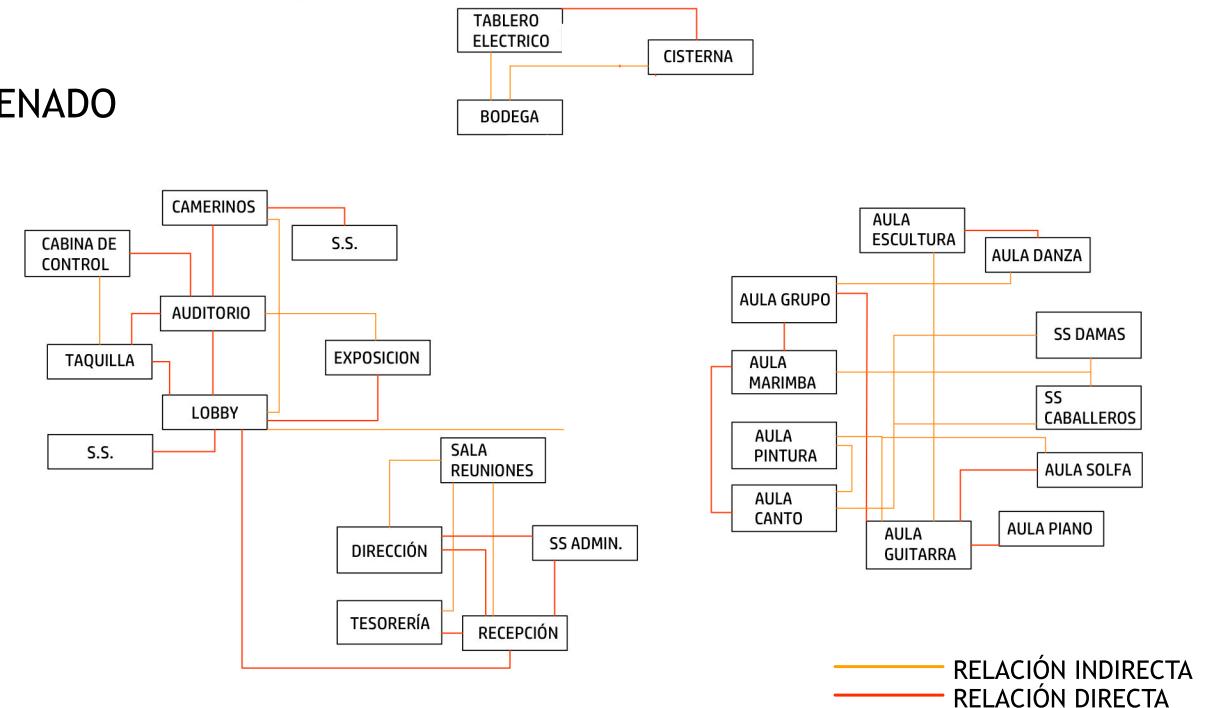 TABLERO
ELECTRICO
CISTERNA
ENADO
BODEGA
CAMERINOS
S.S.
CABINA DE
CONTROL
AUDITORIO
TAQUILLA
EXPOSICION
LOBBY
S.S.
SALA
REUNIONES
DIRECCIÓN
SS ADMIN.
TESORERÍA
RECEPCIÓN
AULA
ESCULTURA
AULA DANZA
AULA GRUPO
SS DAMAS
AULA
MARIMBA
SS
CABALLEROS
AULA
PINTURA
AULA SOLFA
AULA
CANTO
AULA PIANO
AULA
GUITARRA
RELACIÓN INDIRECTA
RELACIÓN DIRECTA